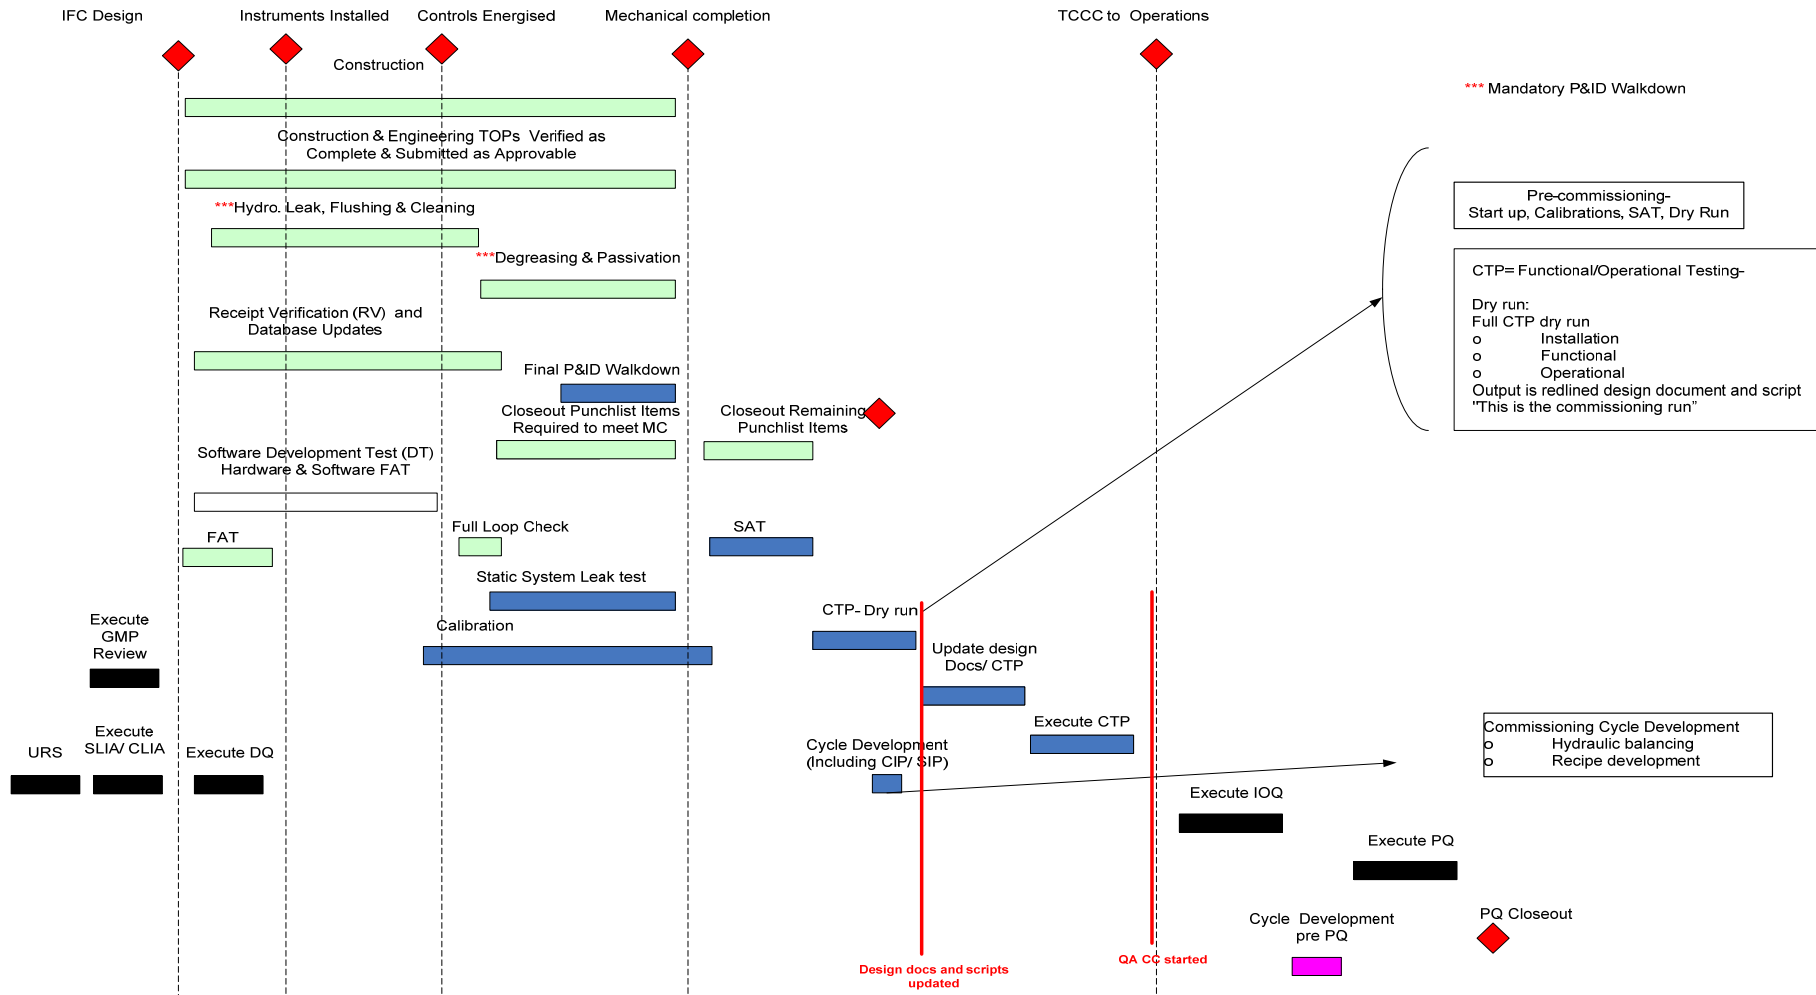 IFC Design
Instruments Installed
Controls Energised
Mechanical completion
TCCC to Operations
Construction
*** Mandatory P&ID Walkdown
Construction & Engineering TOPs Verified as
Complete & Submitted as Approvable
***Hydro. Leak, Flushing & Cleaning
Pre-commissioning-
Start up, Calibrations, SAT, Dry Run
***Degreasing & Passivation
CTP= Functional/Operational Testing-
Dry run:
Full CTP dry run
o Installation
o Functional
o Operational
Output is redlined design document and script
"This is the commissioning run"
Receipt Verification (RV) and
Database Updates
Final P&ID Walkdown
Closeout Punchlist Items
Required to meet MC
Closeout Remaining
Punchlist Items
Software Development Test (DT)
Hardware & Software FAT
FAT
Full Loop Check
SAT
Static System Leak test
Calibration
CTP- Dry run
Execute
GMP
Review
Update design
Docs/ CTP
Execute CTP
URS
Execute
SLIA/ CLIA
Execute DQ
Cycle Development
(Including CIP/ SIP)
Commissioning Cycle Development
o Hydraulic balancing
o Recipe development
Execute IOQ
Execute PQ
Cycle Development
pre PQ
PQ Closeout
Design docs and scripts
updated
QA CC started